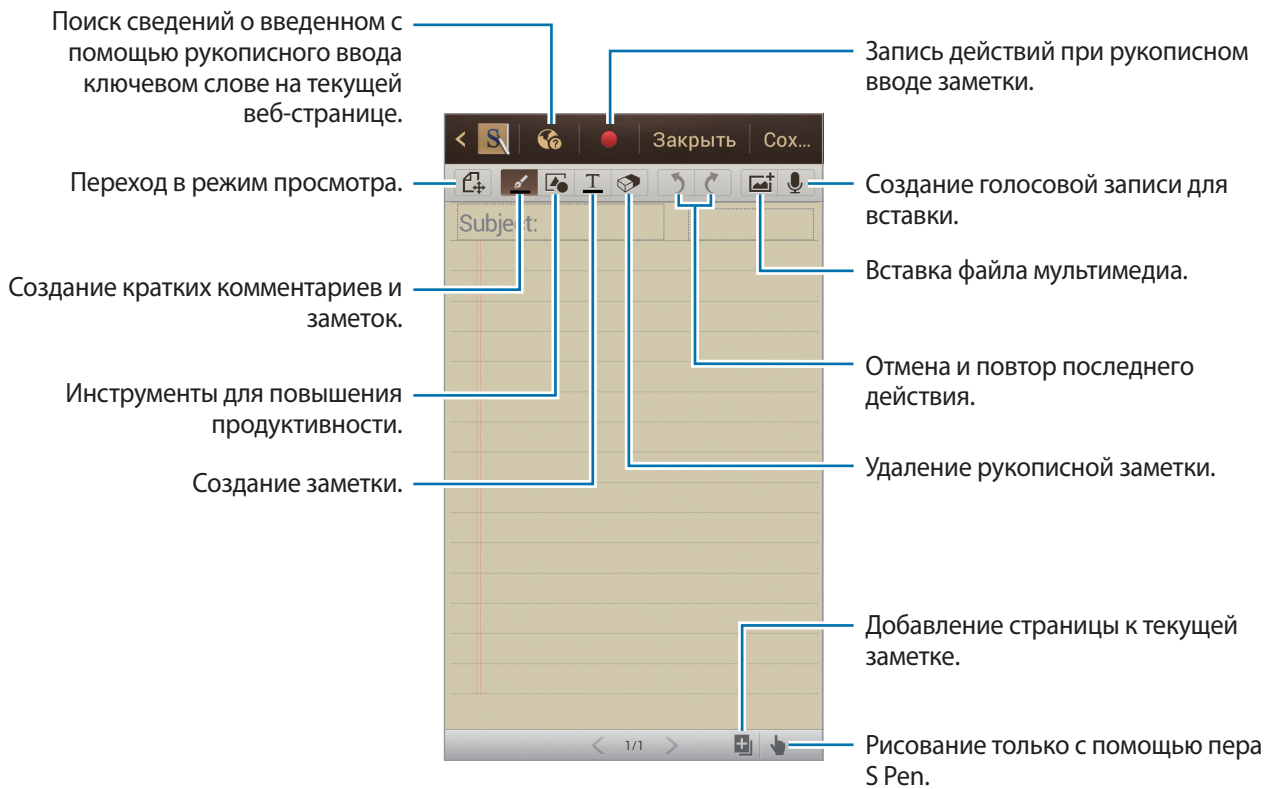 Поиск сведений о введенном с
помощью рукописного ввода
ключевом слове на текущей
веб-странице.
Переход в режим просмотра.
Создание кратких комментариев и
заметок.
Инструменты для повышения
продуктивности.
Создание заметки.
S
Закрыть
Сох...
T
Subject:
1/1
Запись действий при рукописном
вводе заметки.
Создание голосовой записи для
вставки.
Вставка файла мультимедиа.
Отмена и повтор последнего
действия.
Удаление рукописной заметки.
Добавление страницы к текущей
заметке.
Рисование только с помощью пера
S Pen.